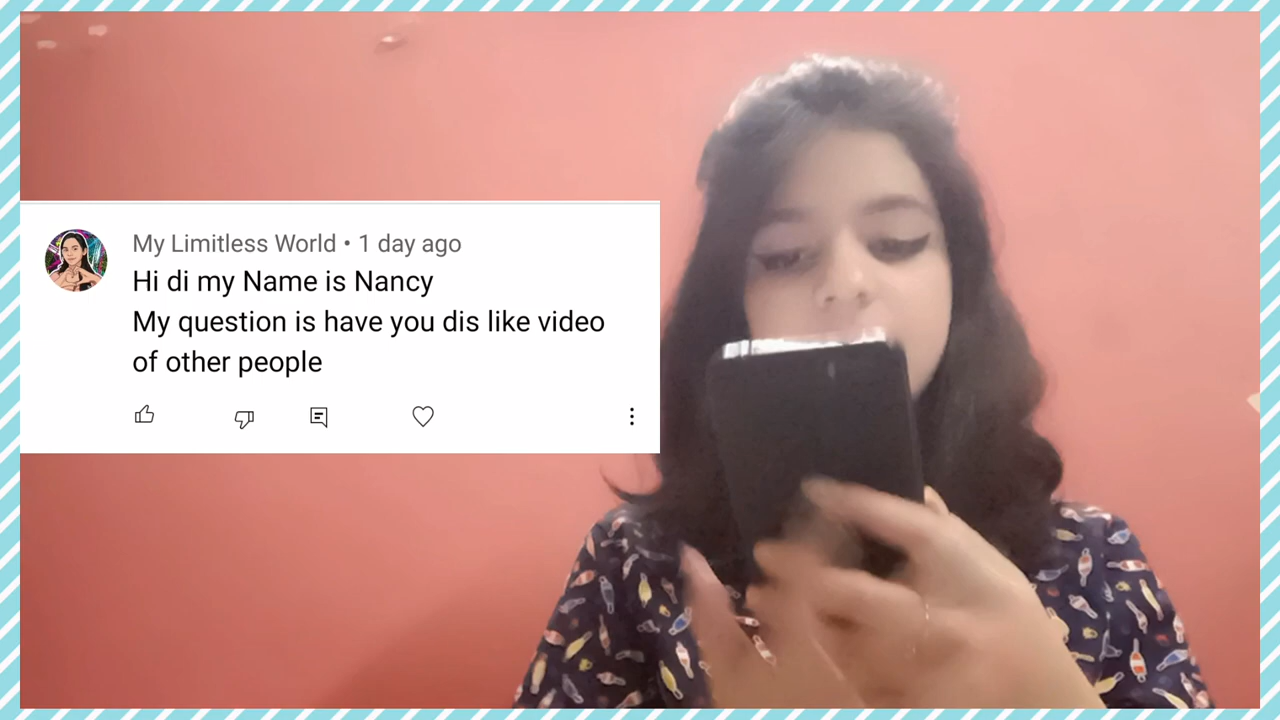 My Limitless World • 1 day ago
Hi di my Name is Nancy
My question is have you dis like video
of other people